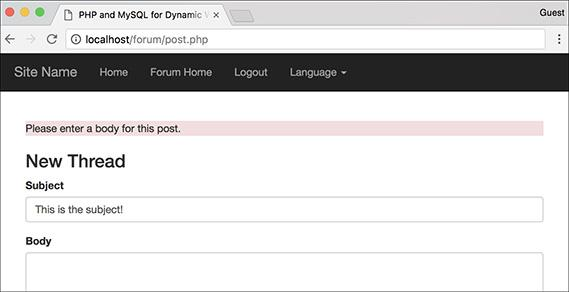 PHP and MySQL for Dynamic
Guest
localhost/forum/post.php
Site Name Home Forum Home Logout Language
Please enter a body for this post.
New Thread
Subject
This is the subject!
Body